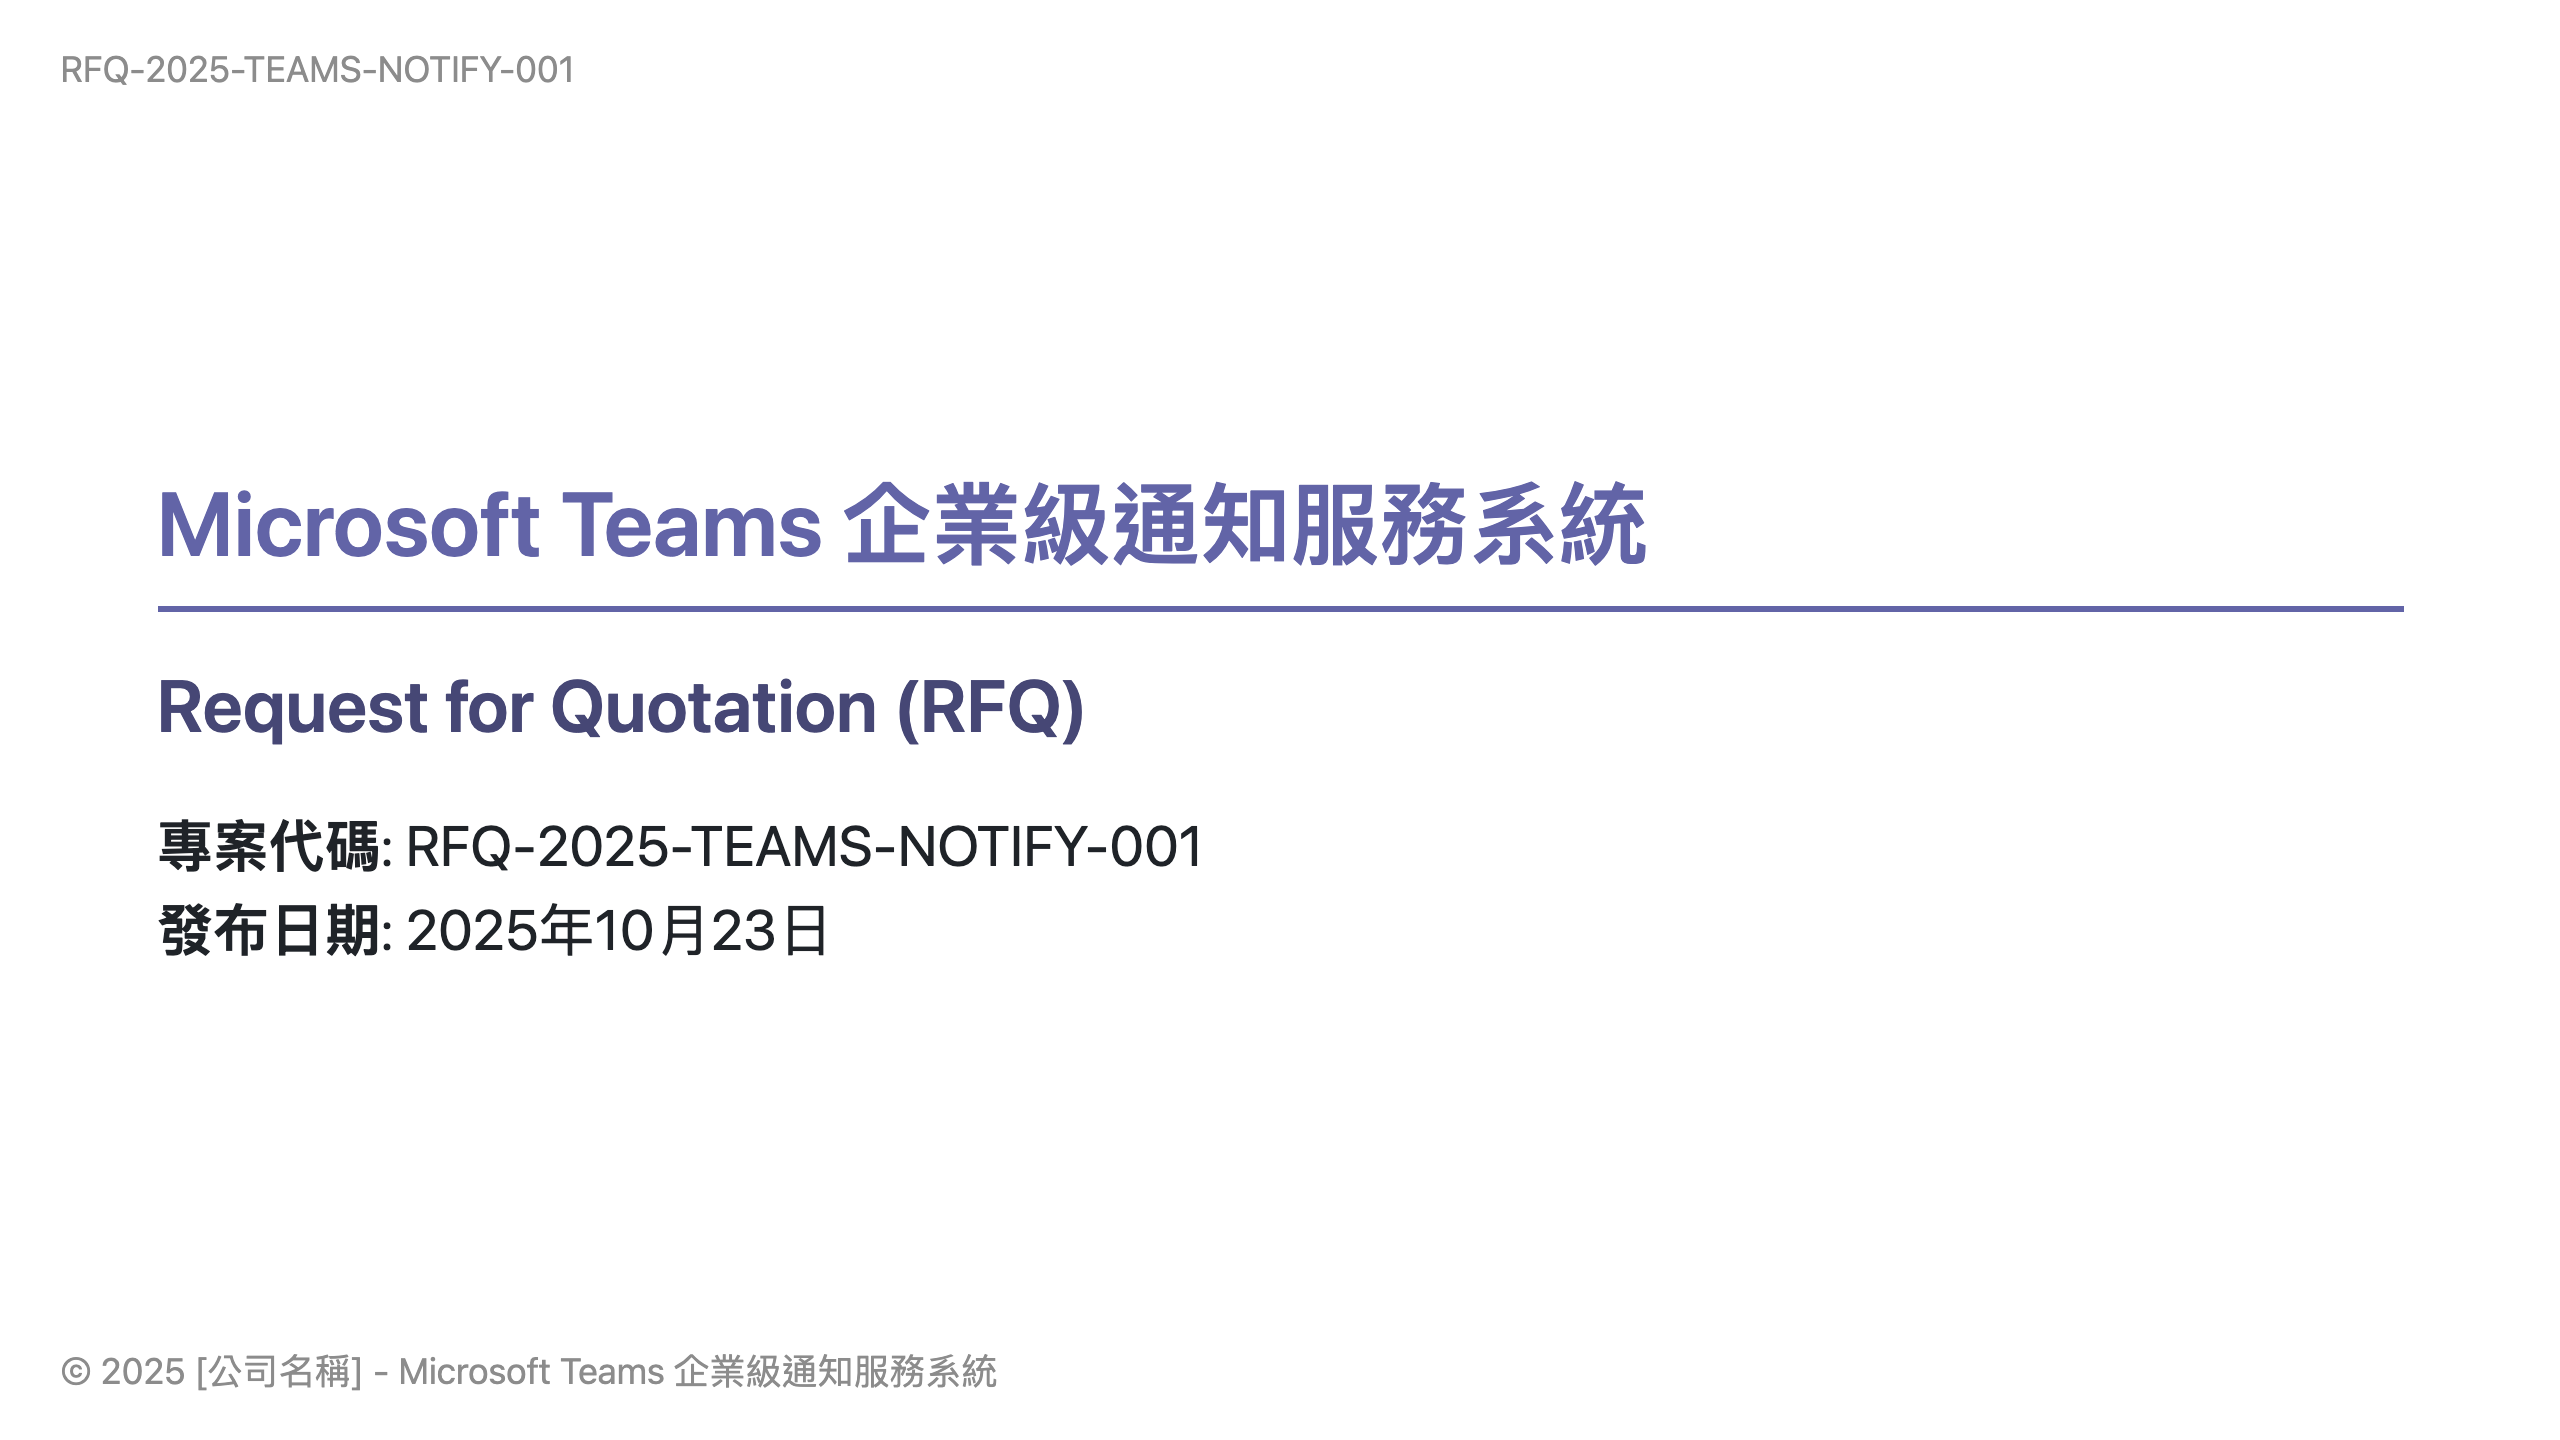 RFQ-2025-TEAMS-NOTIFY-001
Microsoft Teams 企業級通知服務系統
Request for Quotation (RFQ)
專案代碼: RFQ-2025-TEAMS-NOTIFY-001
發布日期: 2025年10月23日
© 2025 [公司名稱] - Microsoft Teams 企業級通知服務系統